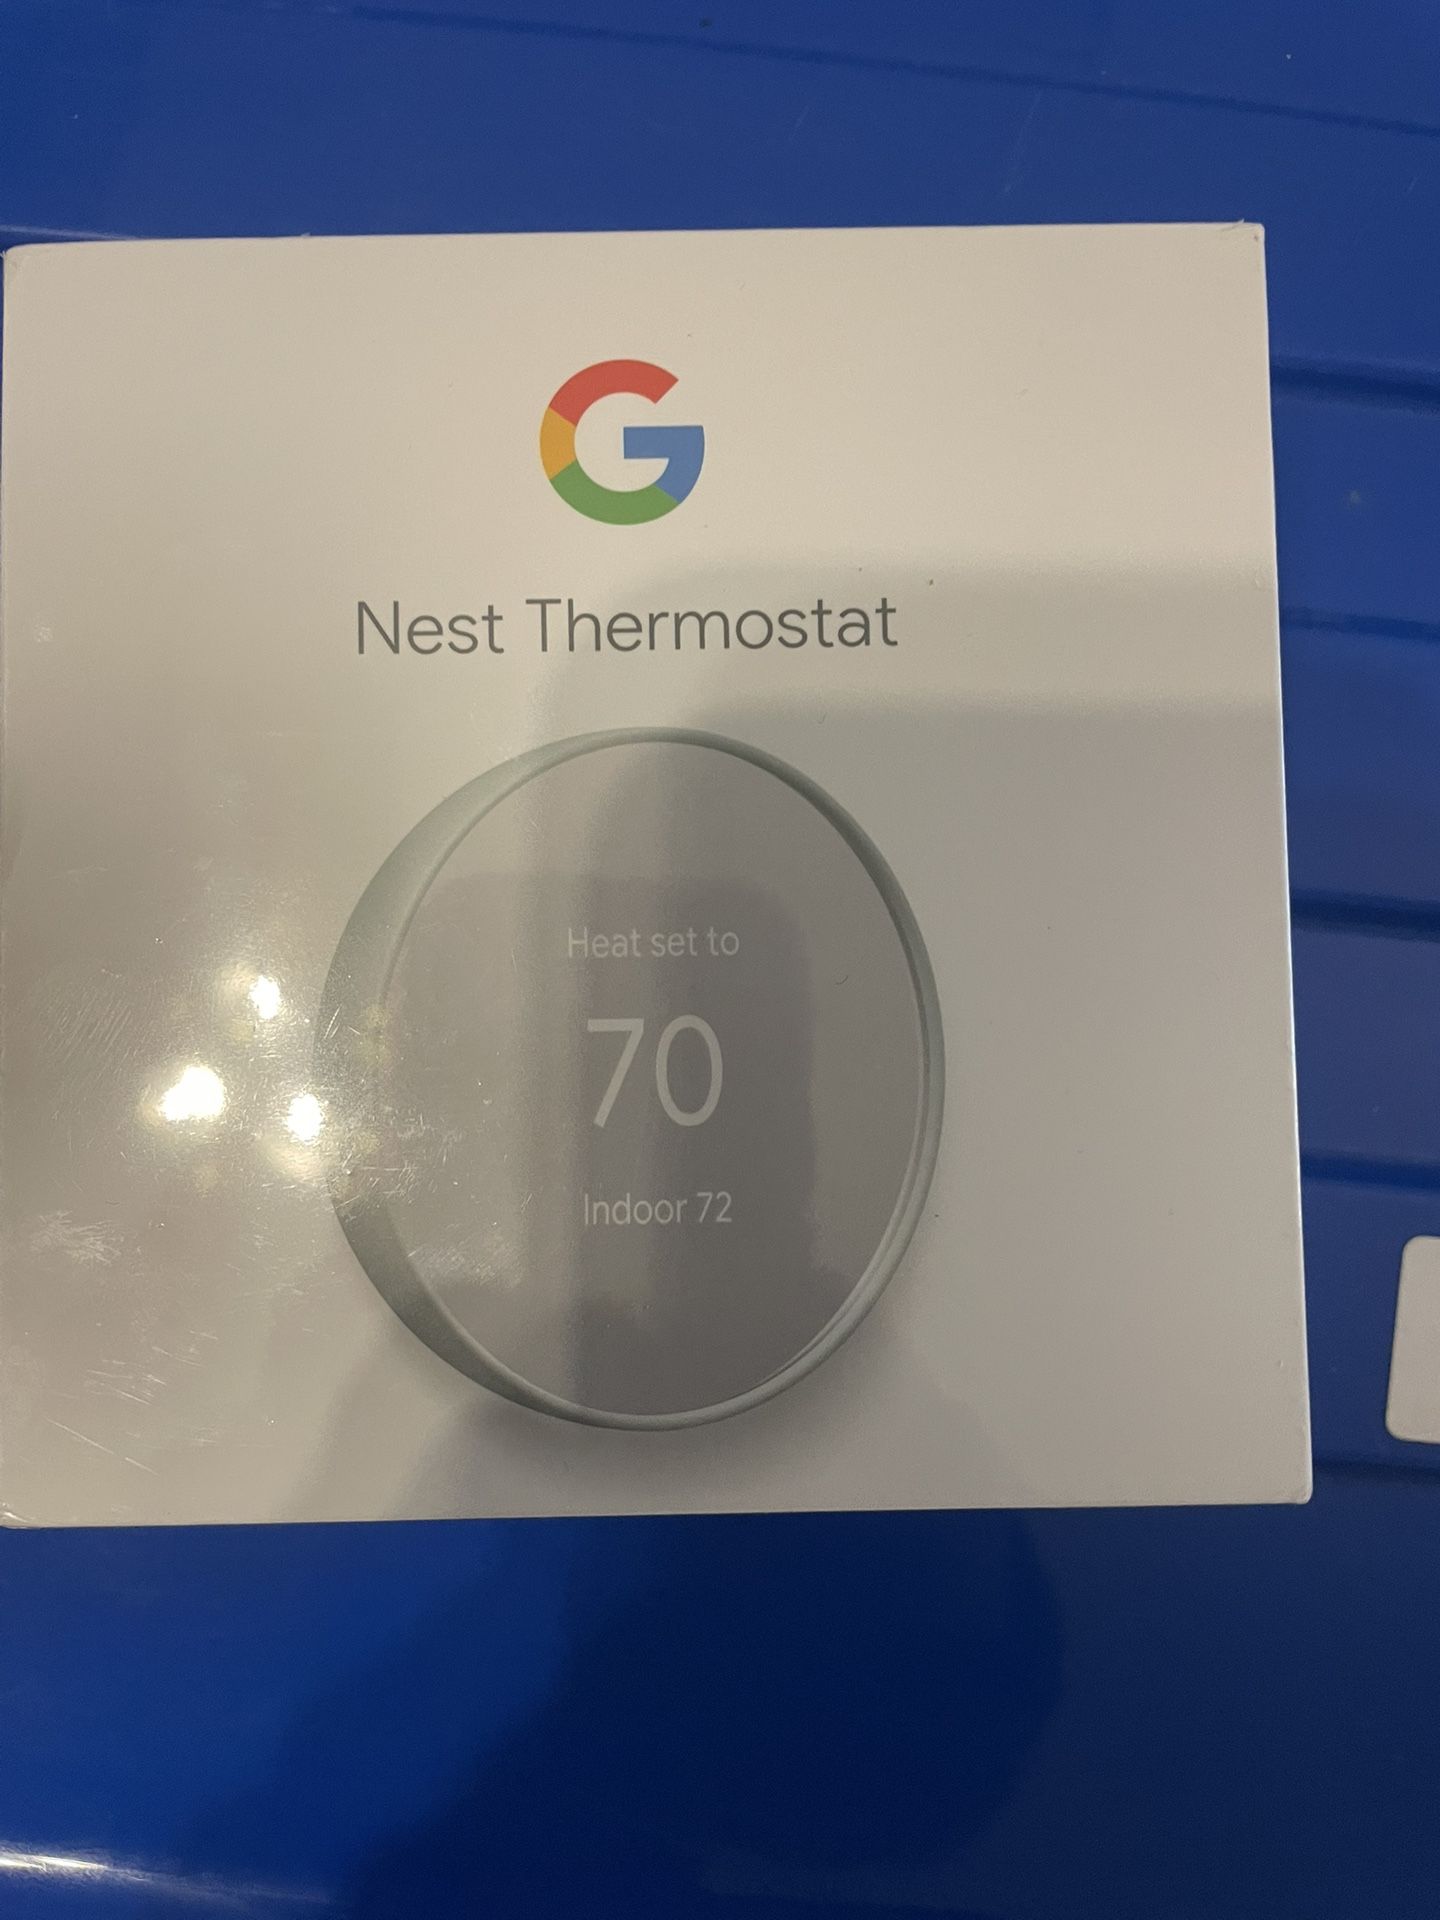 G
Nest Thermostat
Heat set to
70
Indoor 72